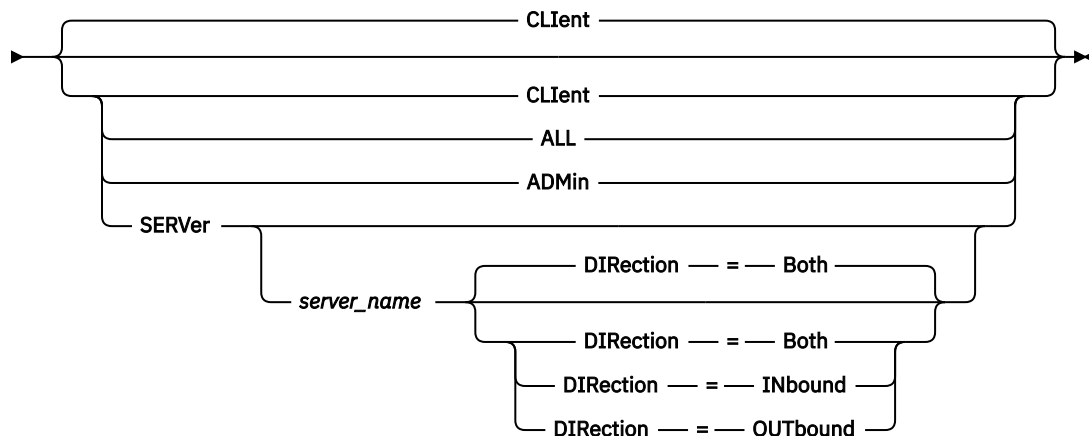 CLIent
CLIent
ALL
ADMin
SERVer
DIRection = Both
server_name
DIRection = Both
DIRection = INbound
DIRection = OUTbound